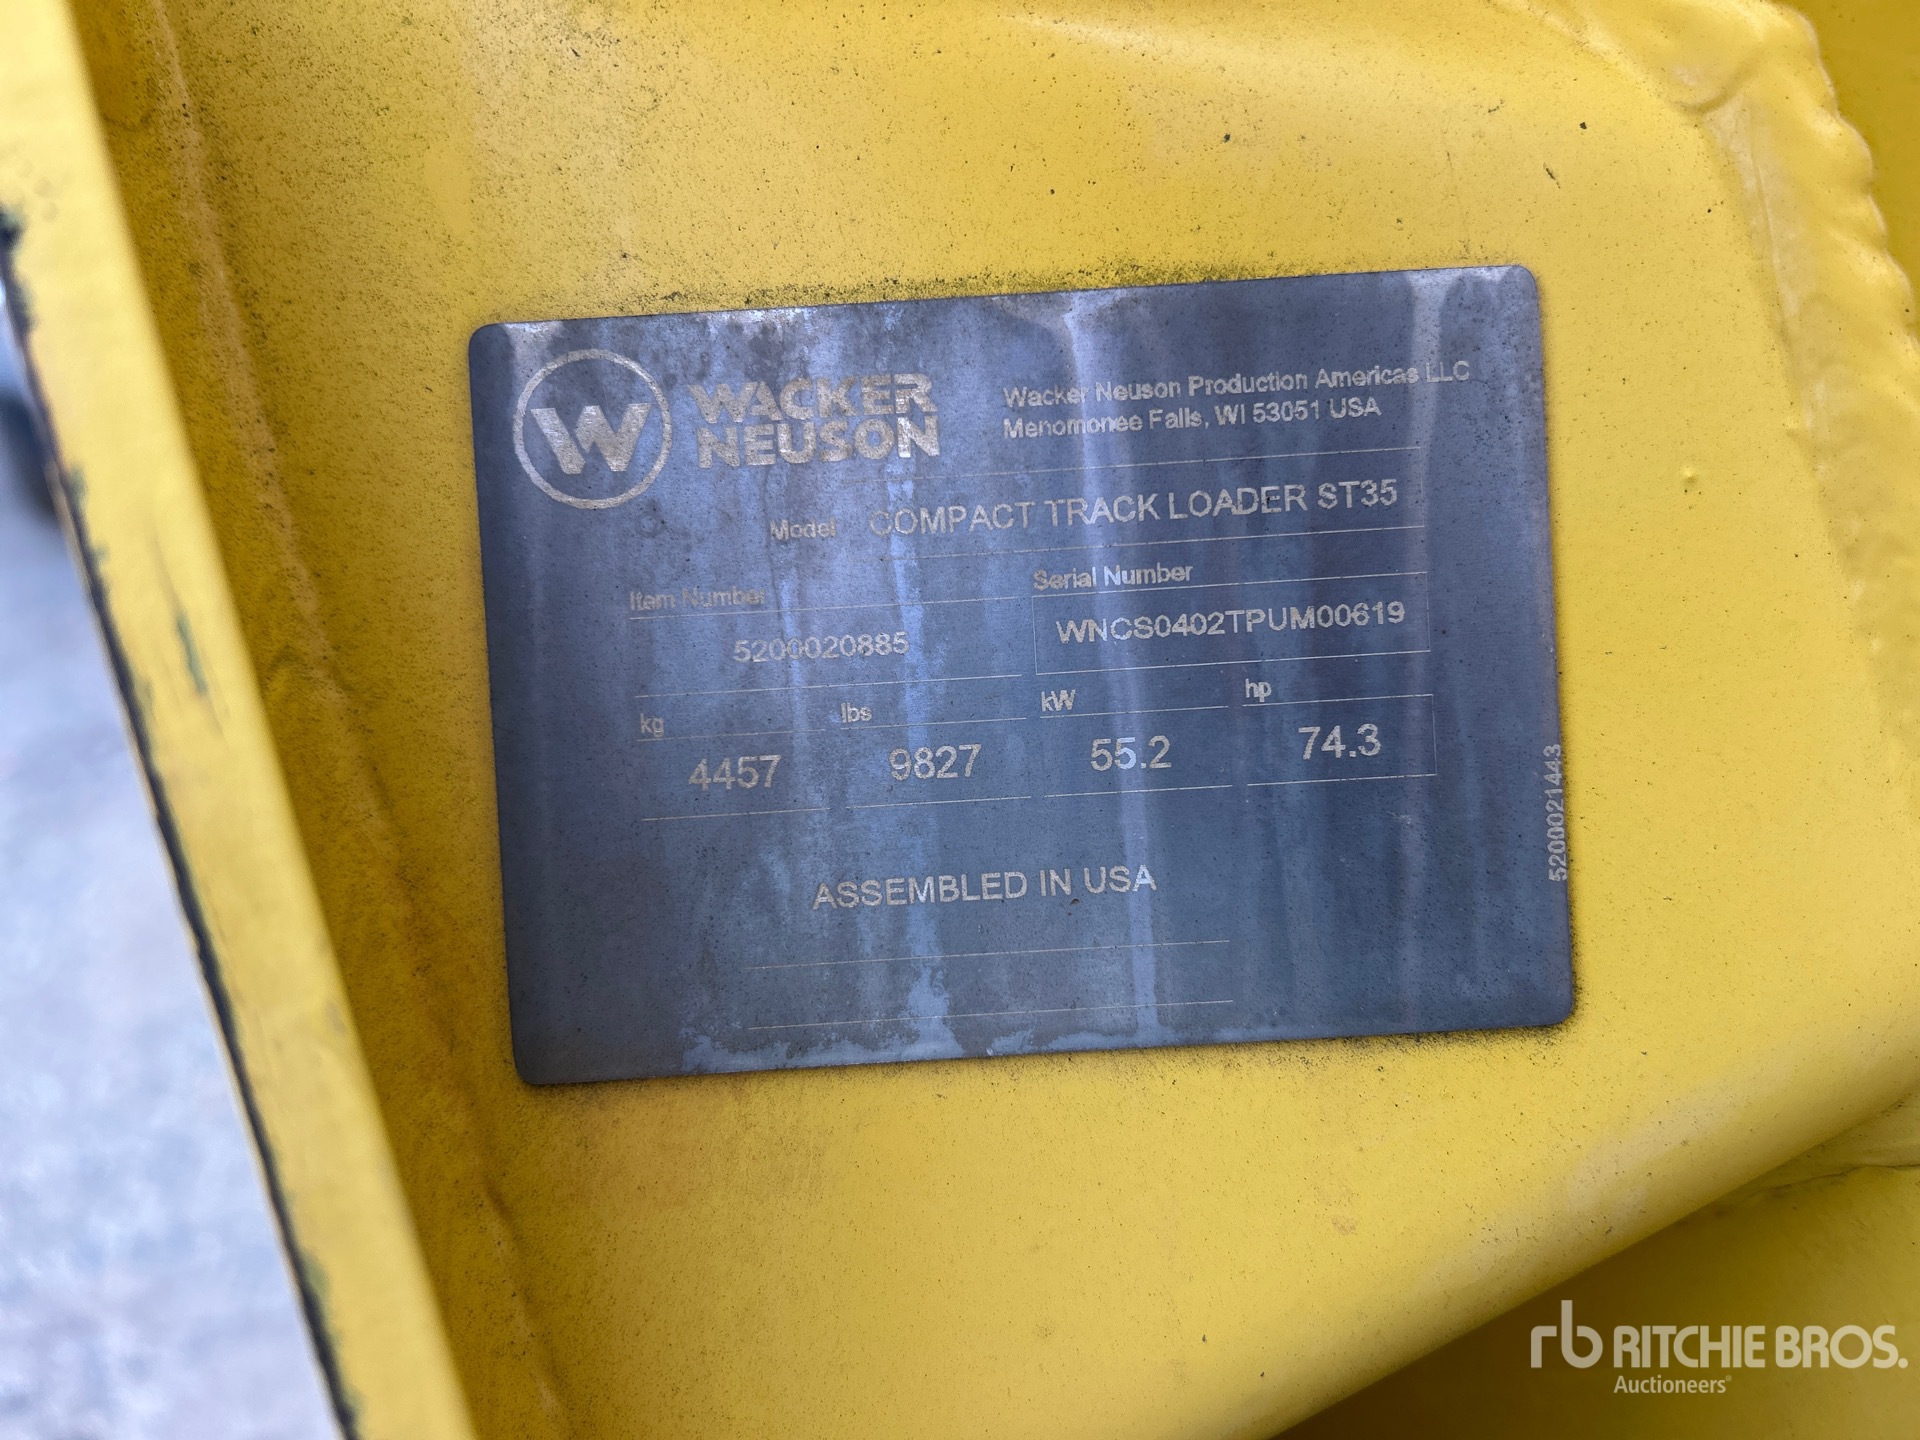 W WACKER
NEUSON
Wacker Neuson Production Americas LLC
Menomonee Falls, WI 53051 USA
Model COMPACT TRACK LOADER ST35
Item Number
5200020885
Serial Number
WNCS0402TPUM00619
kg lbs kW hp
4457 9827 55.2 74.3
ASSEMBLED IN USA
5200021443
rb RITCHIE BROS.
Auctioneers